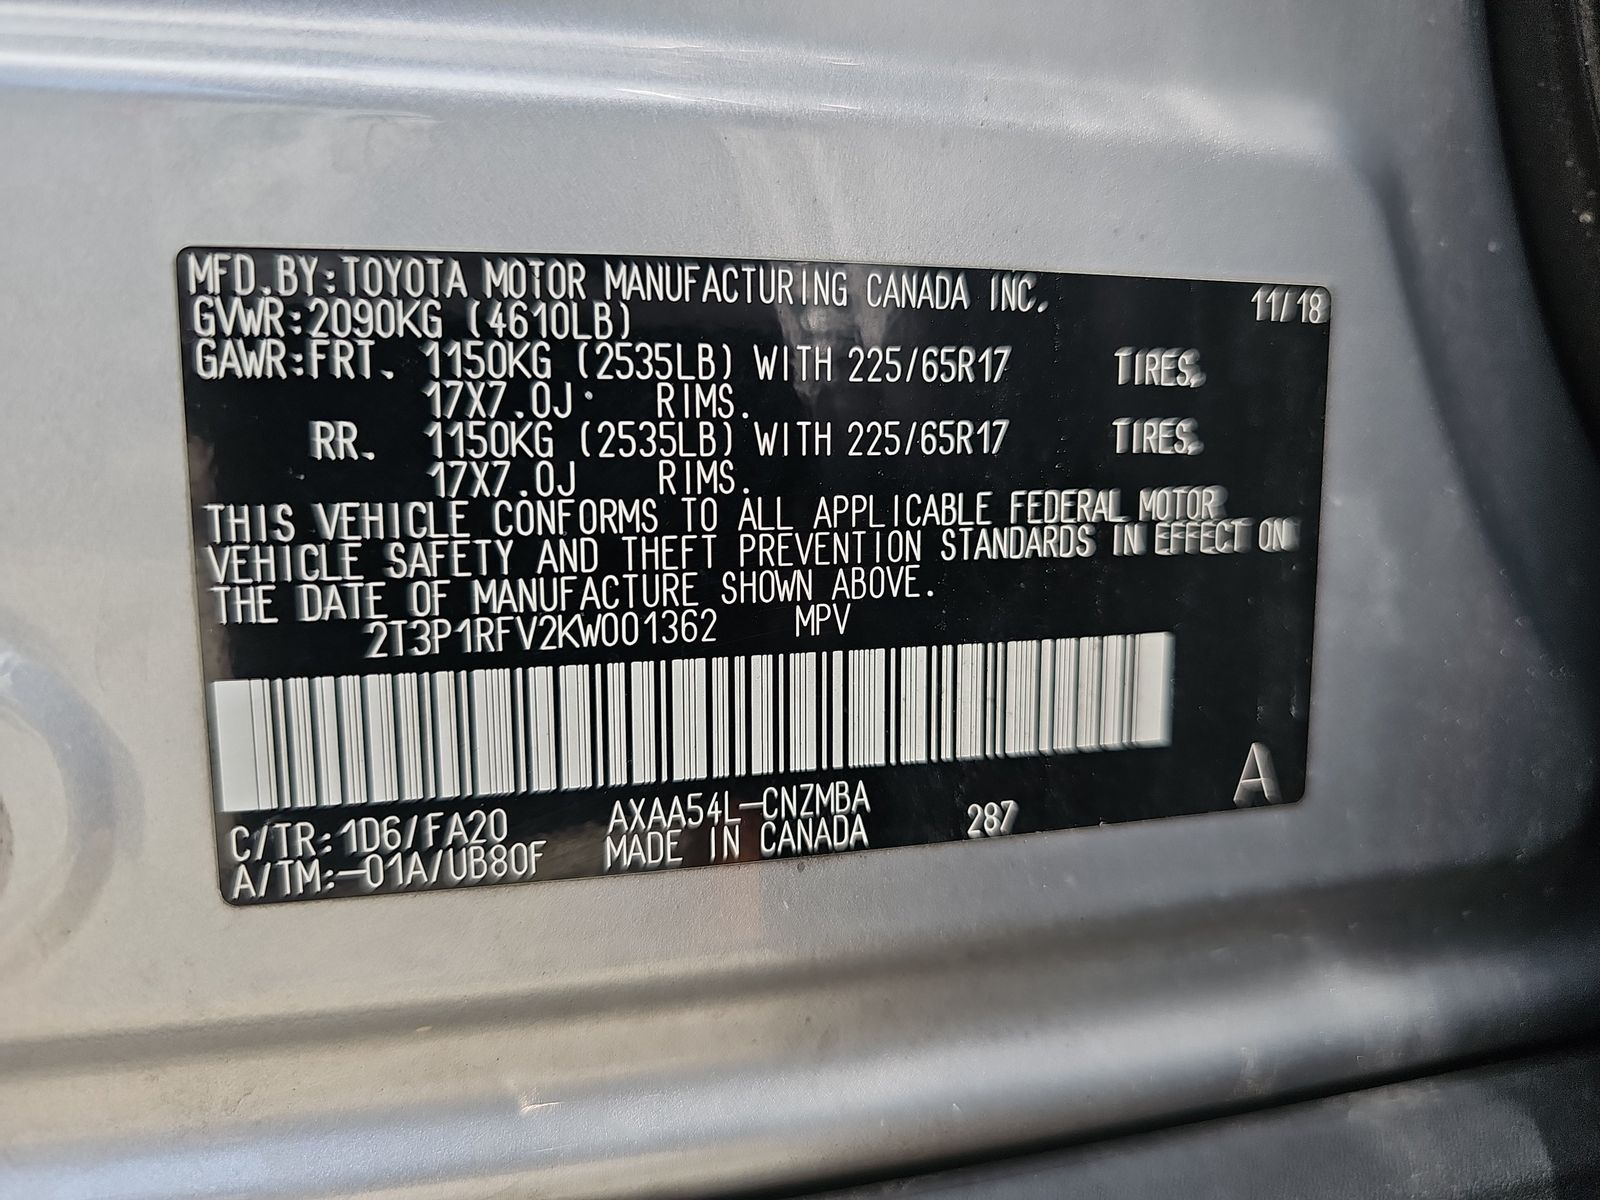 MFD.BY:TOYOTA MOTOR MANUFACTURING CANADA INC. 11/18
GVWR:2090KG (4610LB)
GAWR:FRT. 1150KG (2535LB) WITH 225/65R17 TIRES,
17X7.0J RIMS.
RR. 1150KG (2535LB) WITH 225/65R17 TIRES,
17X7.0J RIMS.
THIS VEHICLE CONFORMS TO ALL APPLICABLE FEDERAL MOTOR
VEHICLE SAFETY AND THEFT PREVENTION STANDARDS IN EFFECT ON
THE DATE OF MANUFACTURE SHOWN ABOVE.
2T3P1RFV2KW001362 MPV
C/TR:1D6/FA20 AXAA54L-CNZMBA 287 A
A/TM:-01A/UB80F MADE IN CANADA